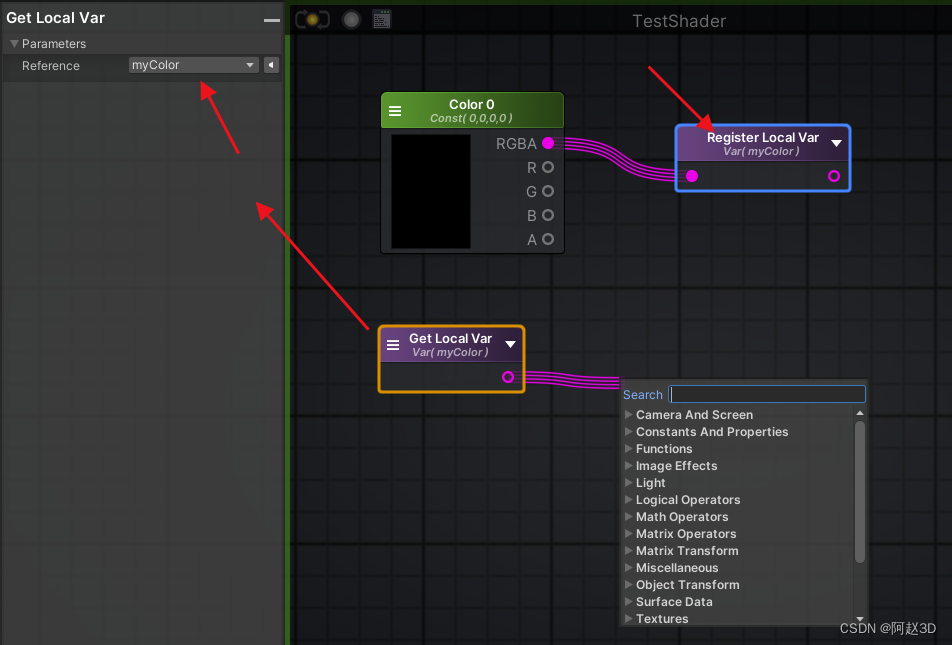 Get Local Var
Parameters
Reference
myColor
TestShader
Color 0
Const( 0,0,0,0 )
RGBA
R
G
B
A
Register Local Var
Var( myColor )
Get Local Var
Var( myColor )
Search
Camera And Screen
Constants And Properties
Functions
Image Effects
Light
Logical Operators
Math Operators
Matrix Operators
Matrix Transform
Miscellaneous
Object Transform
Surface Data
Textures
CSDN @阿赵3D